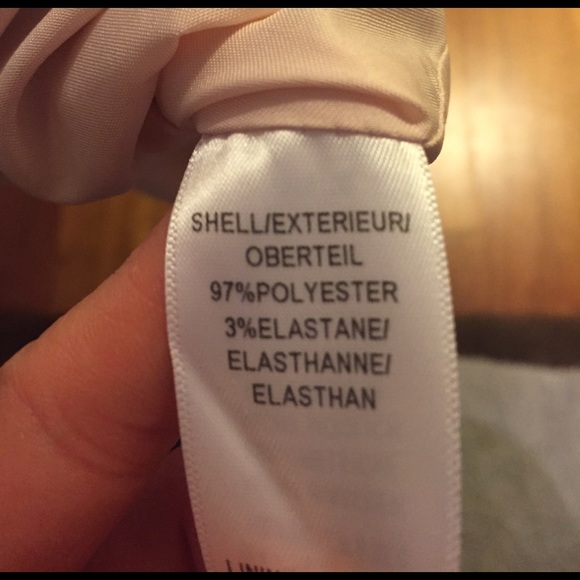 SHELL/EXTERIEUR/
OBERTEIL
97%POLYESTER
3%ELASTANE/
ELASTHANNE/
ELASTHAN